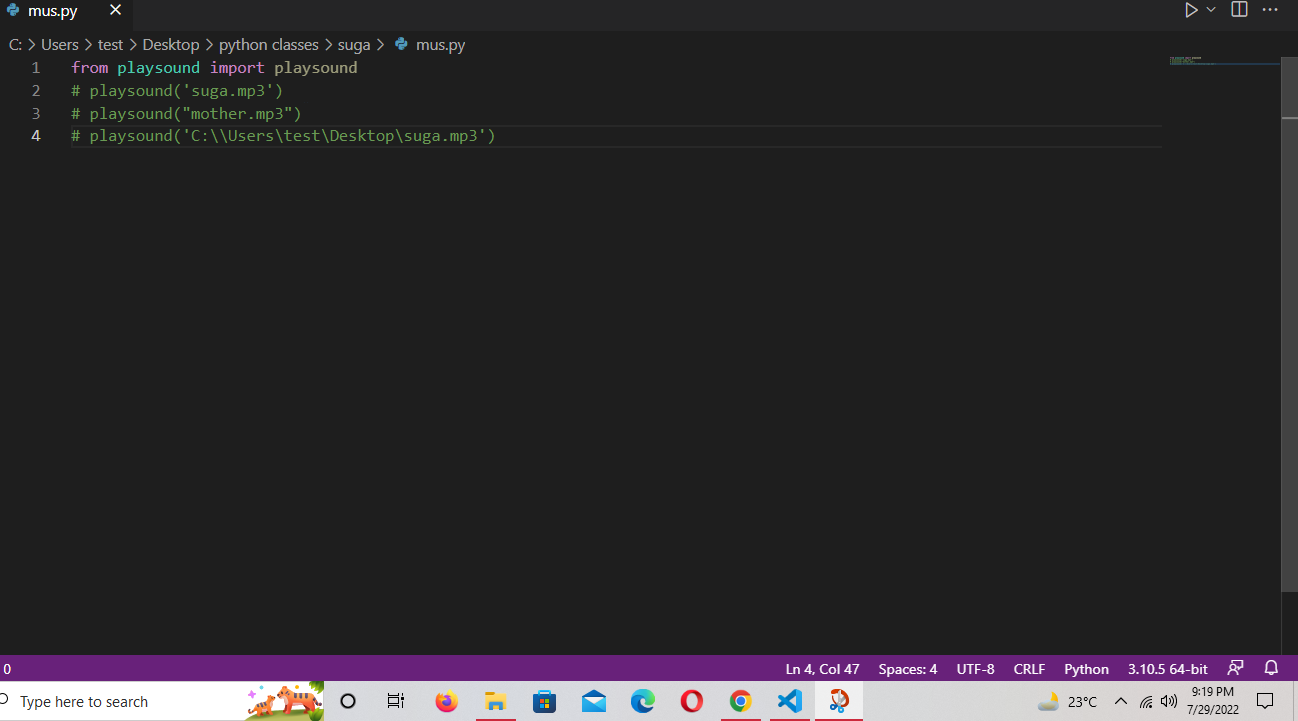 mus.py
C: > Users > test > Desktop > python classes > suga > mus.py
1 from playsound import playsound
2 # playsound('suga.mp3')
3 # playsound("mother.mp3")
4 # playsound('C:\\Users\test\Desktop\suga.mp3')
0 Ln 4, Col 47 Spaces: 4 UTF-8 CRLF Python 3.10.5 64-bit
Type here to search 23°C 9:19 PM
7/29/2022